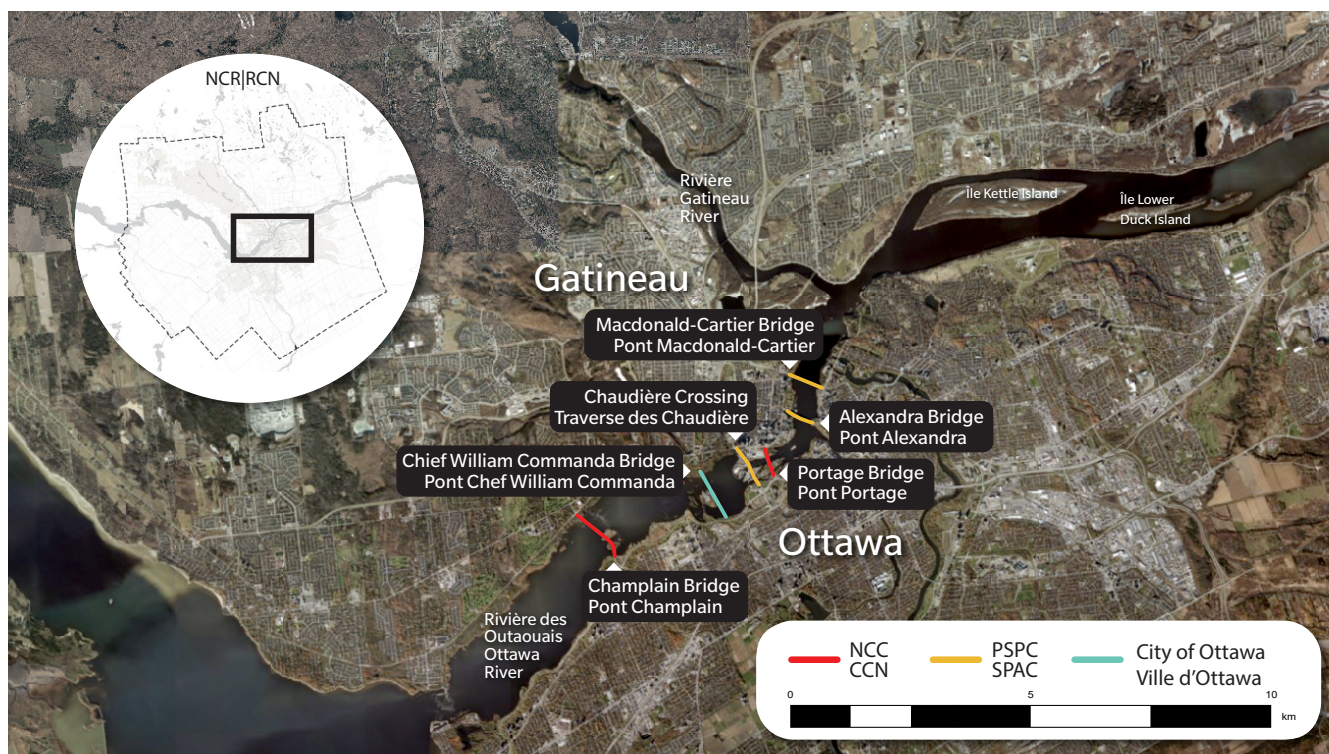 NCR|RCN
Rivière
Gatineau
River
Île Kettle Island
Île Lower
Duck Island
Gatineau
Macdonald-Cartier Bridge
Pont Macdonald-Cartier
Chaudière Crossing
Traverse des Chaudière
Alexandra Bridge
Pont Alexandra
Chief William Commanda Bridge
Pont Chef William Commanda
Portage Bridge
Pont Portage
Ottawa
Champlain Bridge
Pont Champlain
Rivière des
Outaouais
Ottawa
River
NCC
CCN
PSPC
SPAC
City of Ottawa
Ville d'Ottawa
0 5 10
km